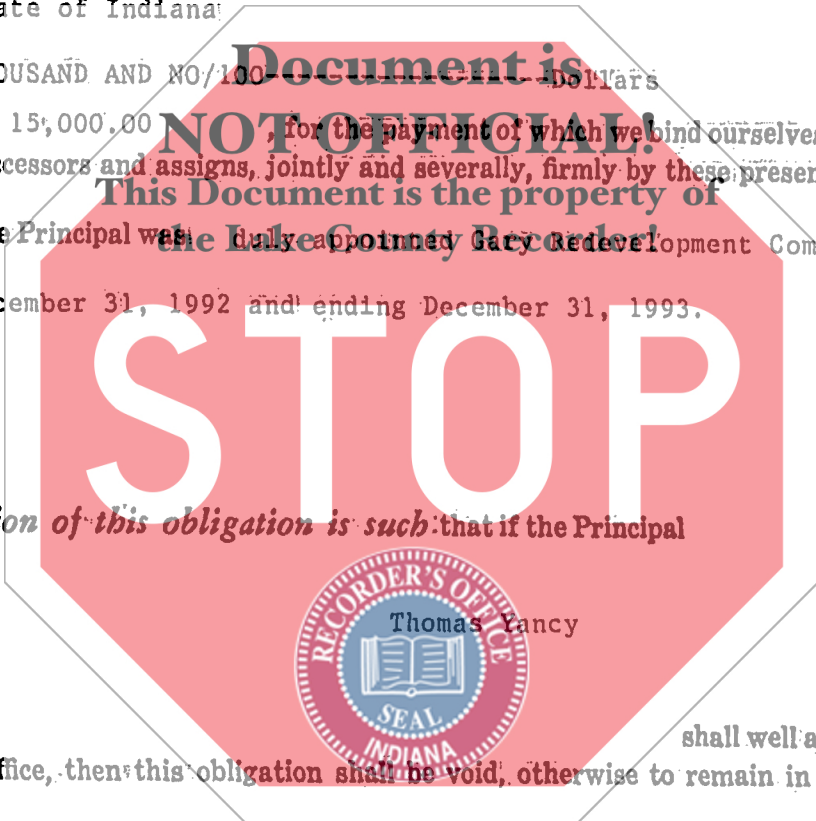 ate of Indiana
OUSAND AND NO/100--------------------Dollars
Document is
15,000.00 , for the payment of which we bind ourselves
NOT OFFICIAL!
cessors and assigns, jointly and severally, firmly by these presen
This Document is the property of
e Principal was duly appointed Gary Redevelopment Com
the Lake County Recorder!
cember 31, 1992 and ending December 31, 1993.
STOP
on of this obligation is such: that if the Principal
RECORDER'S OFFICE
Thomas Yancy
SEAL
INDIANA
shall well a
ffice, then this obligation shall be void, otherwise to remain in